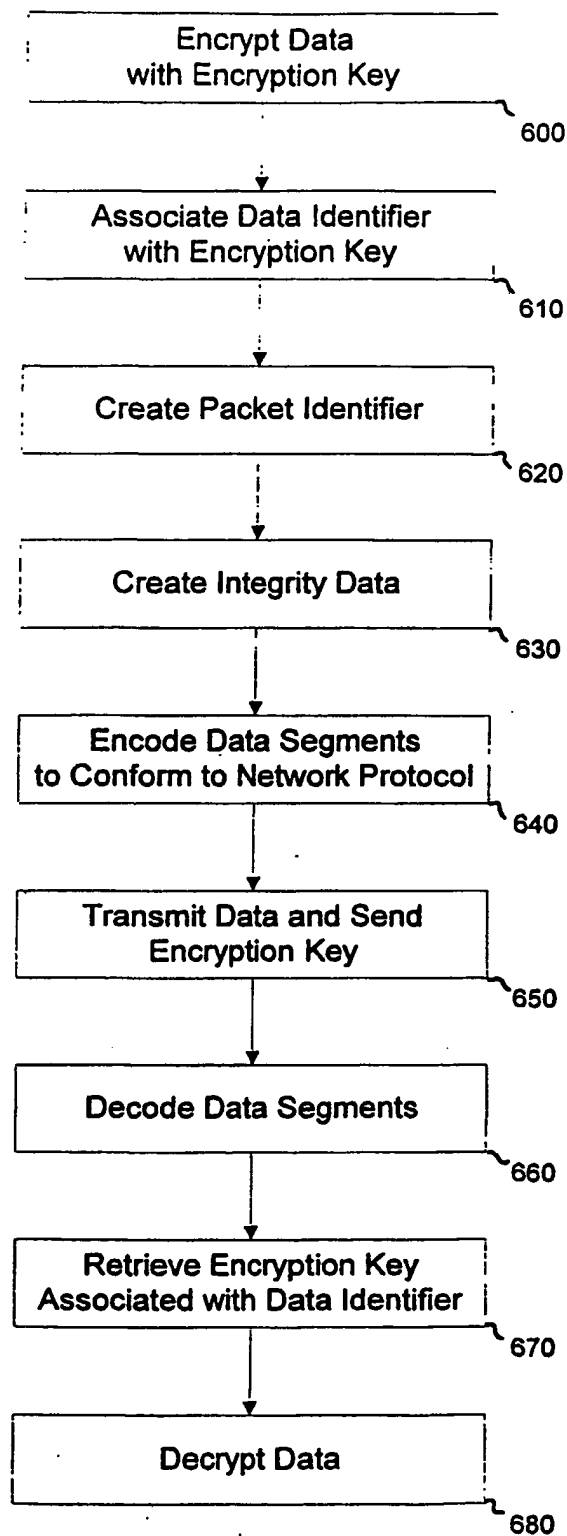 Encrypt Data
with Encryption Key
600
Associate Data Identifier
with Encryption Key
610
Create Packet Identifier
620
Create Integrity Data
630
Encode Data Segments
to Conform to Network Protocol
640
Transmit Data and Send
Encryption Key
650
Decode Data Segments
660
Retrieve Encryption Key
Associated with Data Identifier
670
Decrypt Data
680